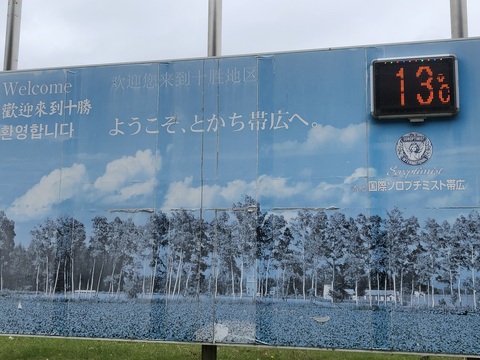 Welcome
歡迎來到十勝
환영합니다
欢迎您来到十胜地区
ようこそ、とかち帯広へ。
13℃
Soroptimist
国際ソロプチミスト帯広